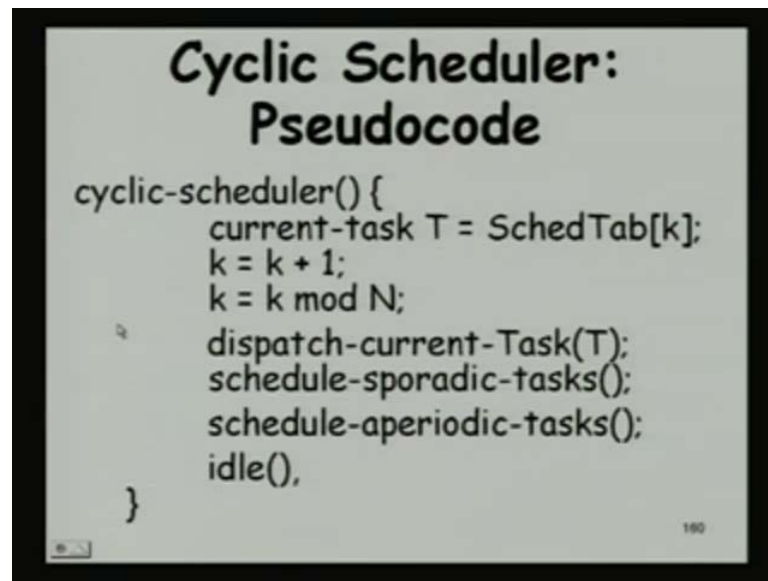 Cyclic Scheduler:
Pseudocode
cyclic-scheduler() {
current-task T = SchedTab[k];
k = k + 1;
k = k mod N;
dispatch-current-Task(T);
schedule-sporadic-tasks();
schedule-aperiodic-tasks();
idle(),
}
160